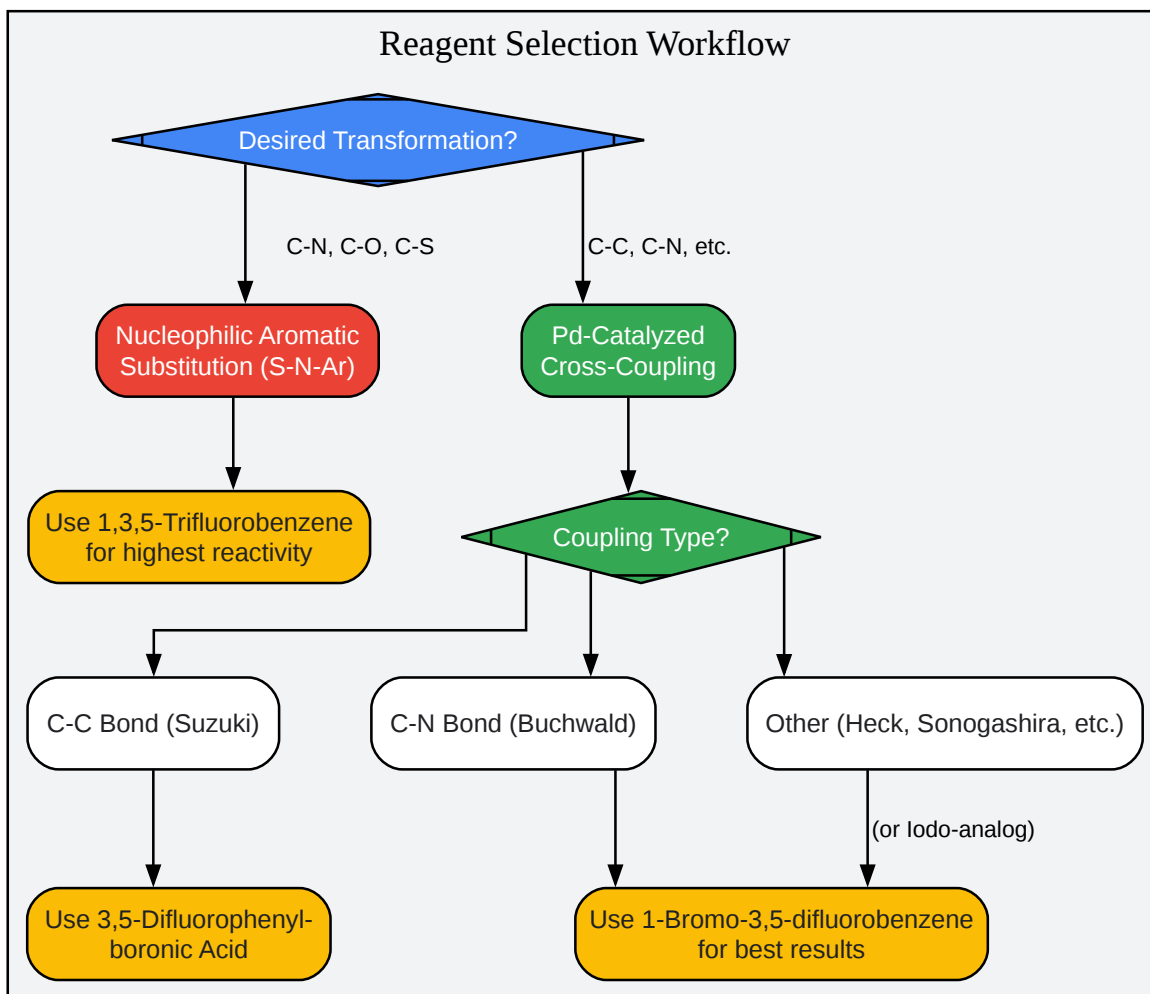 Reagent Selection Workflow
Desired Transformation?
C-N, C-O, C-S
C-C, C-N, etc.
Nucleophilic Aromatic
Substitution (S-N-Ar)
Pd-Catalyzed
Cross-Coupling
Use 1,3,5-Trifluorobenzene
for highest reactivity
Coupling Type?
C-C Bond (Suzuki)
C-N Bond (Buchwald)
Other (Heck, Sonogashira, etc.)
(or Iodo-analog)
Use 3,5-Difluorophenyl-
boronic Acid
Use 1-Bromo-3,5-difluorobenzene
for best results